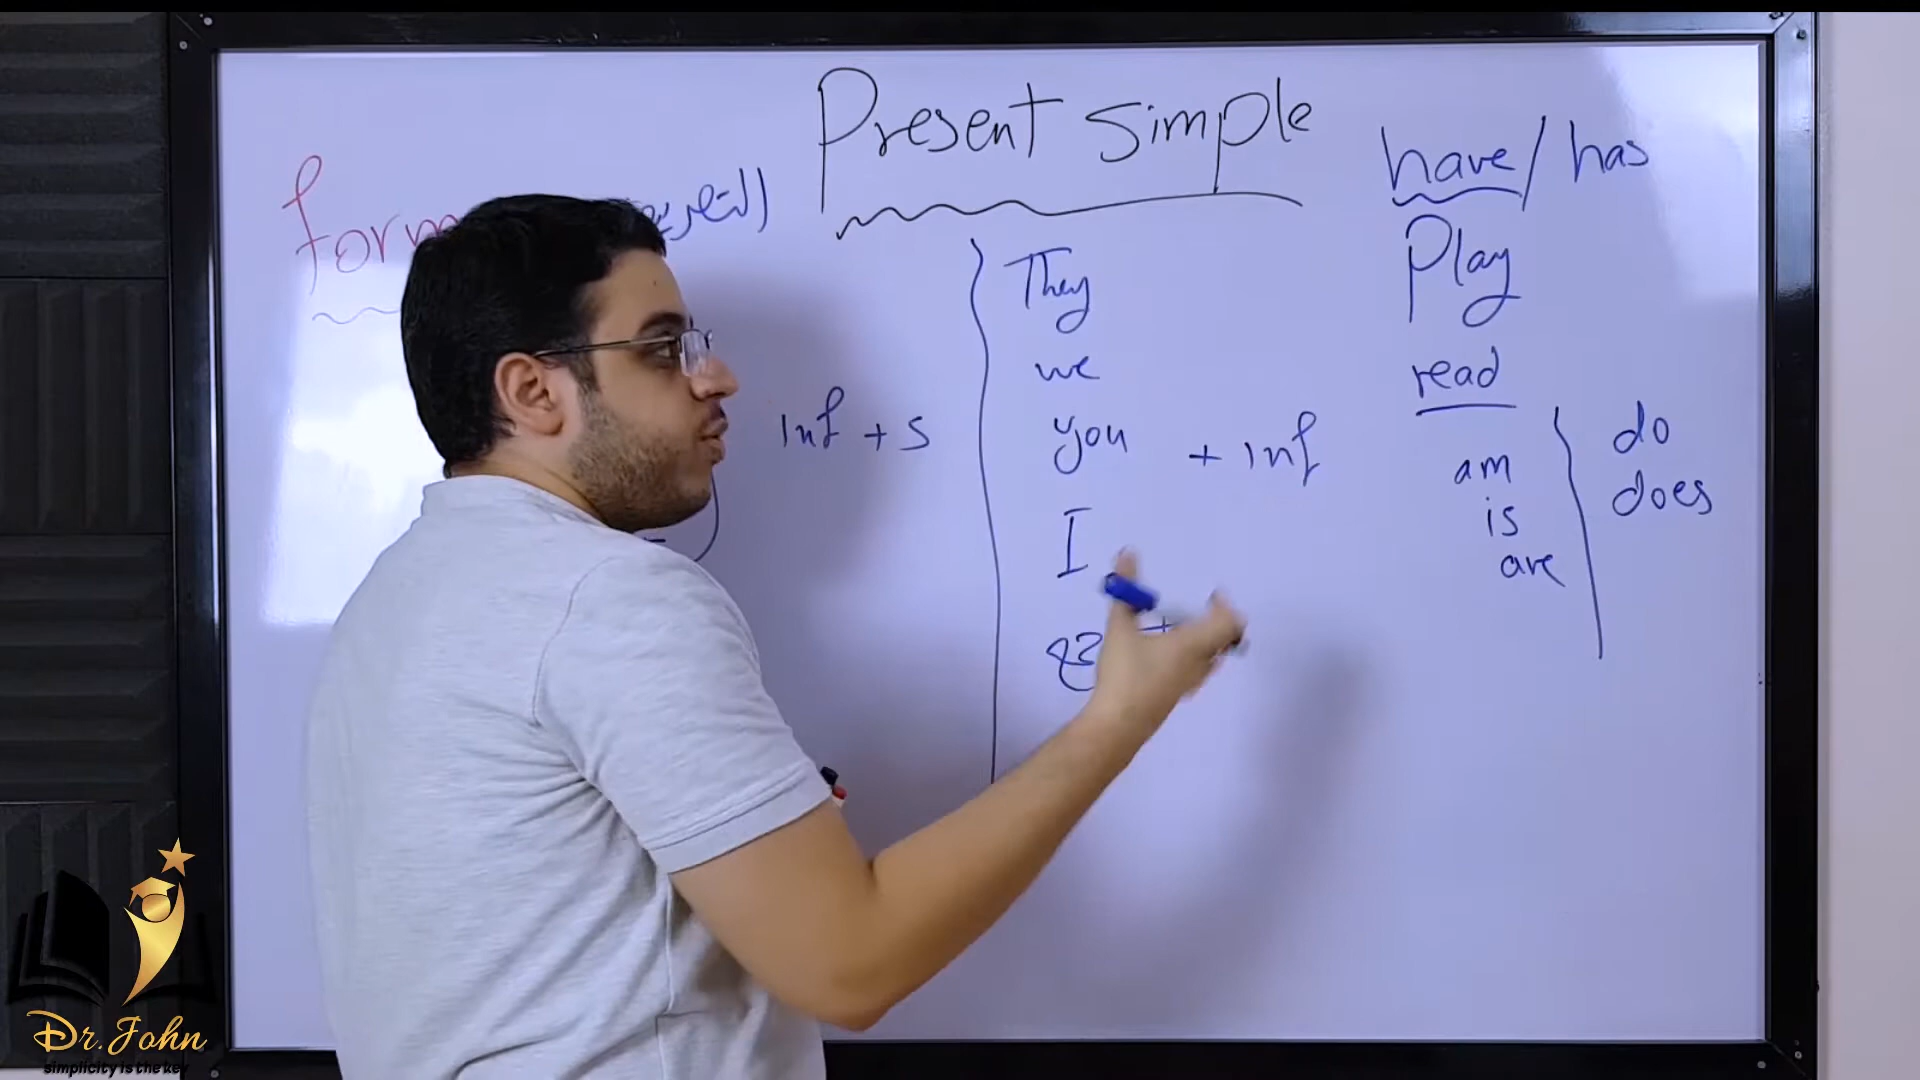 Present simple
have / has
form
They
we
you
I
جمع
inf + s
+ inf
Play
read
am
is
are
do
does
Dr. John
simplicity is the key